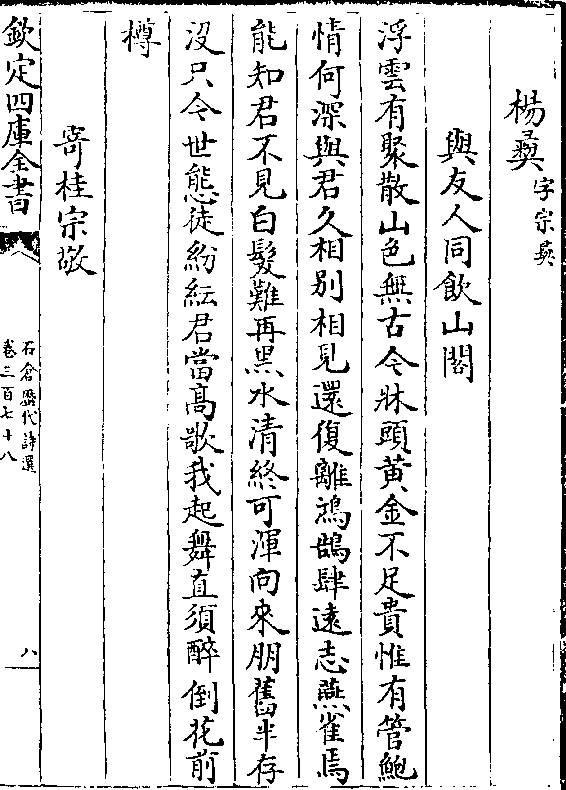 楊彞字宗彞
與友人同飲山閣
浮雲有聚散山色無古今牀頭黃金不足貴惟有管鮑
情何深與君久相別相見還復離鴻鵠肆遠志燕雀焉
能知君不見白髮難再黑水清終可渾向來朋舊半存
沒只今世態徒紛紜君當高歌我起舞直須醉倒花前
樽
寄桂宗敬
欽定四庫全書
石倉歷代詩選
卷三百七十八
八